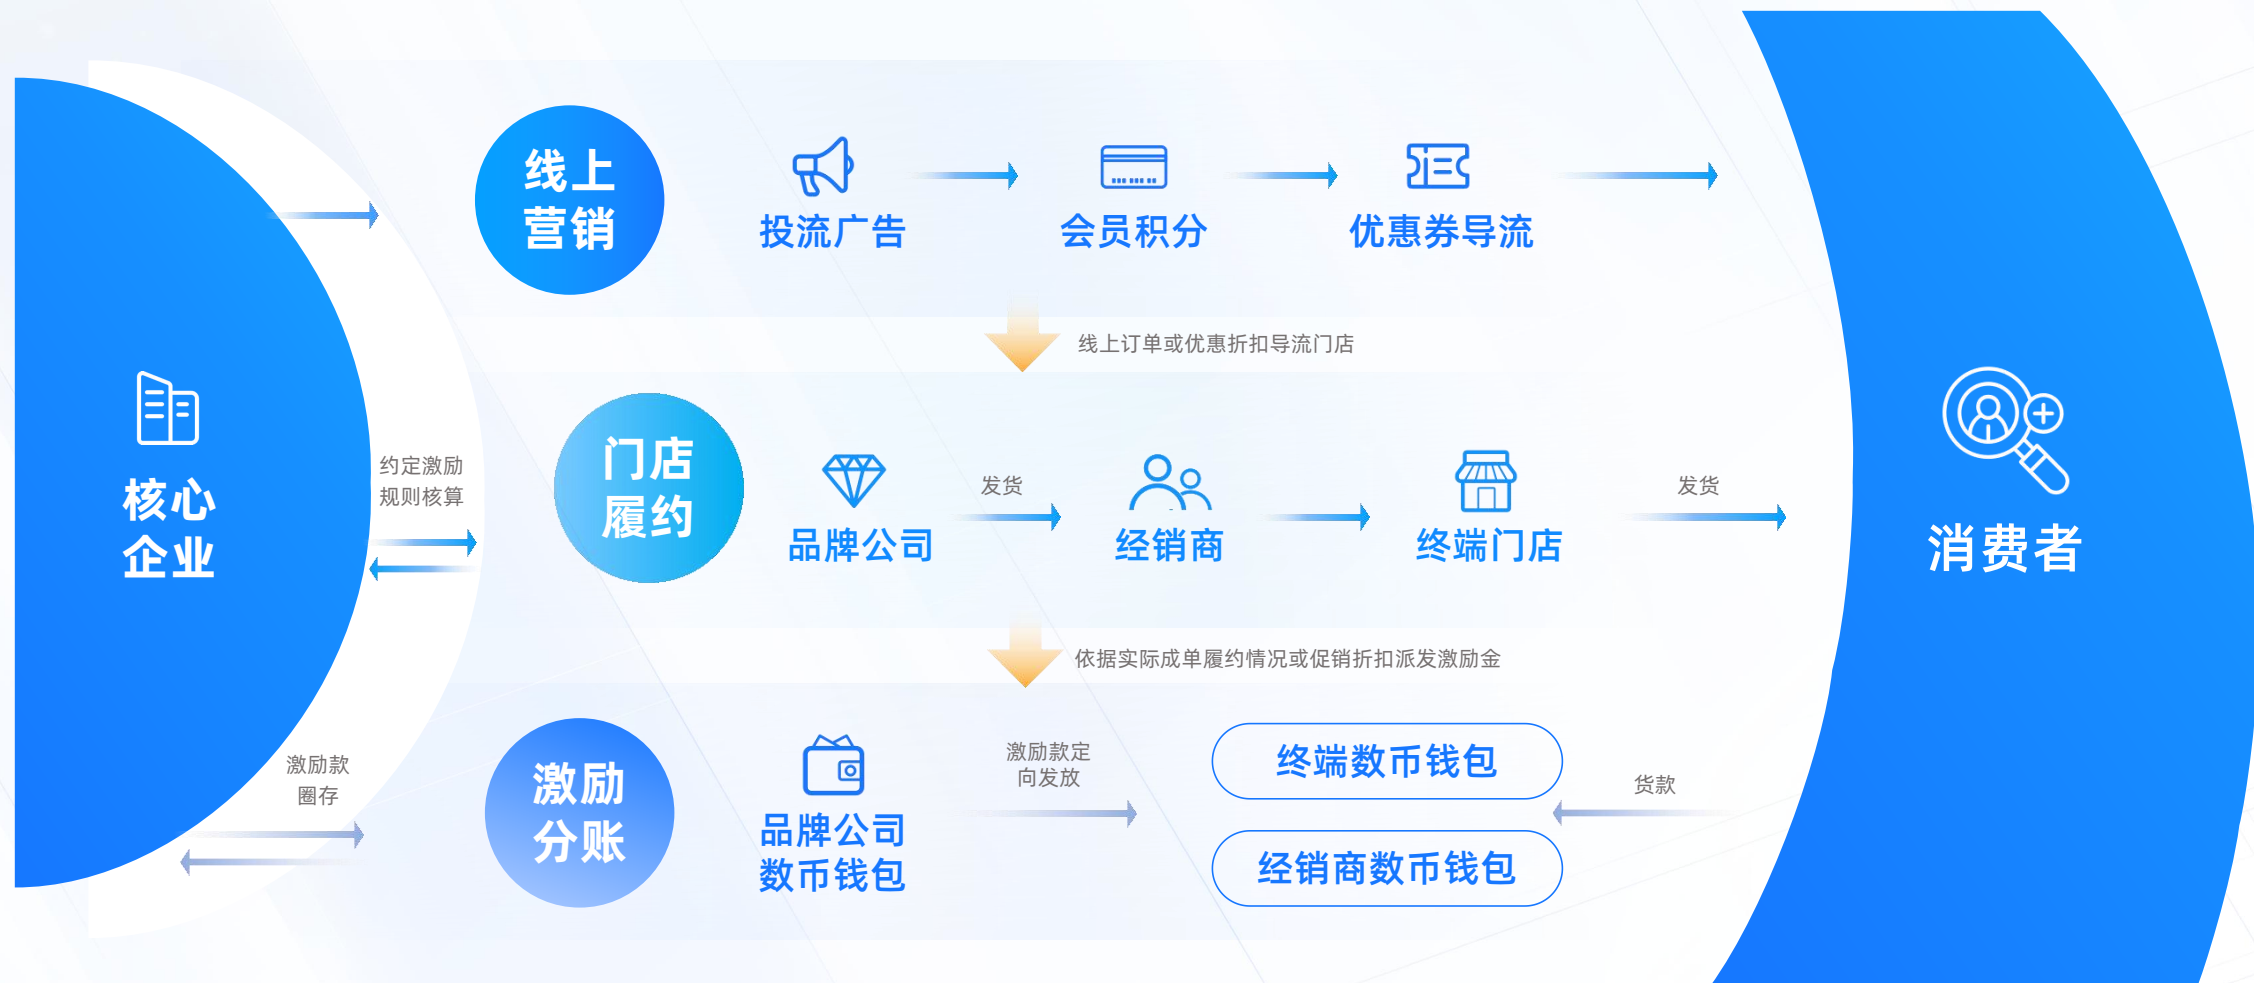 线上
营销
投流广告
会员积分
优惠券导流
线上订单或优惠折扣导流门店
核心
企业
约定激励
规则核算
门店
履约
品牌公司
发货
经销商
终端门店
发货
消费者
依据实际成单履约情况或促销折扣派发激励金
激励款
圈存
激励
分账
品牌公司
数币钱包
激励款定
向发放
终端数币钱包
经销商数币钱包
货款